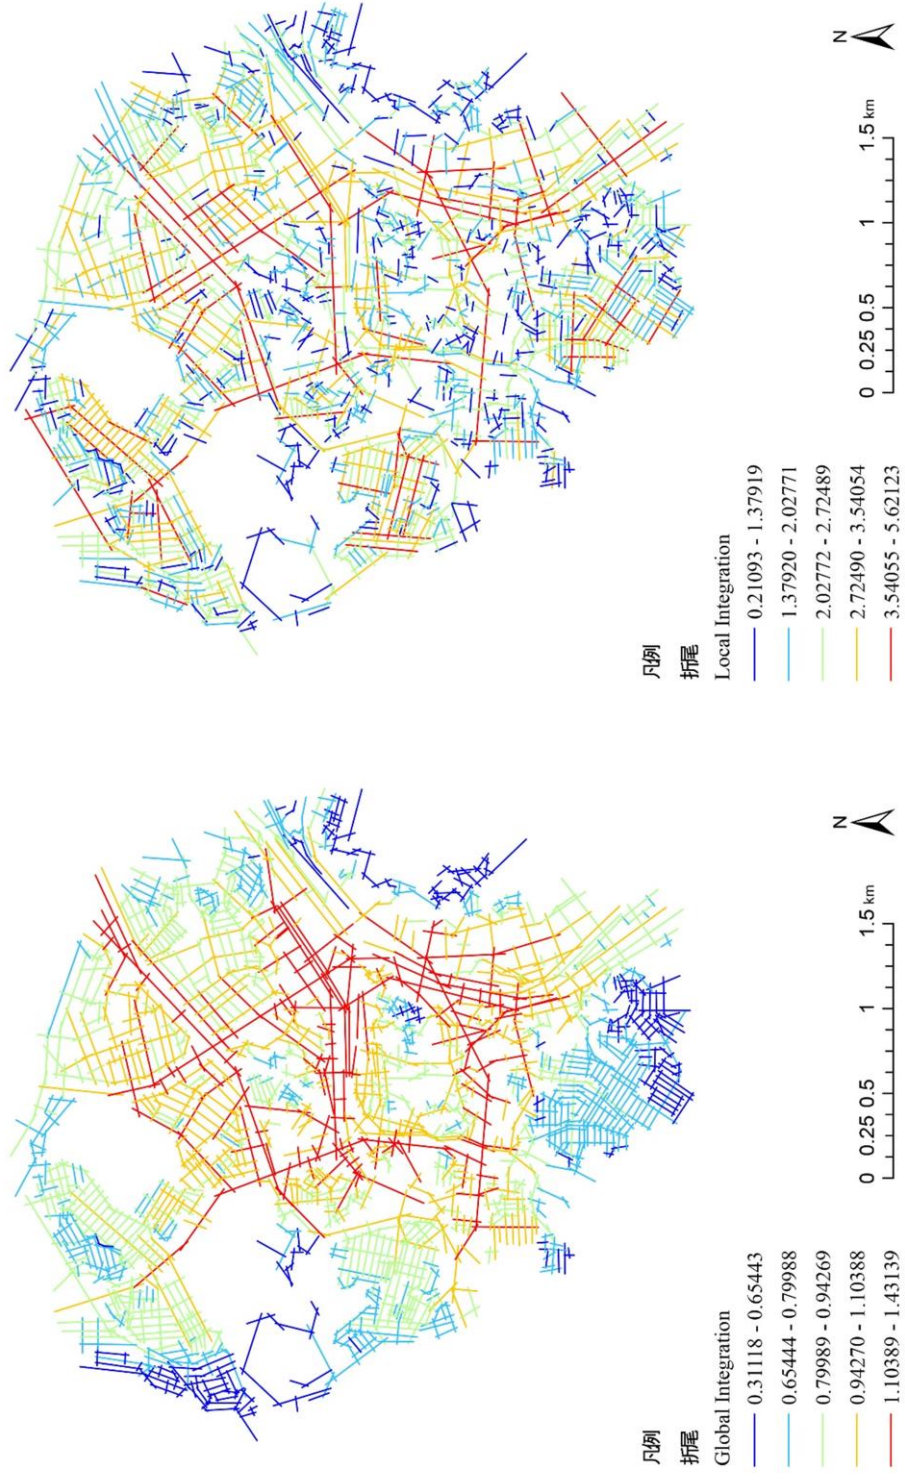 凡例
折尾
Global Integration
0.31118 - 0.65443
0.65444 - 0.79988
0.79989 - 0.94269
0.94270 - 1.10388
1.10389 - 1.43139
0 0.25 0.5 1 1.5 km
N
凡例
折尾
Local Integration
0.21093 - 1.37919
1.37920 - 2.02771
2.02772 - 2.72489
2.72490 - 3.54054
3.54055 - 5.62123
0 0.25 0.5 1 1.5 km
N